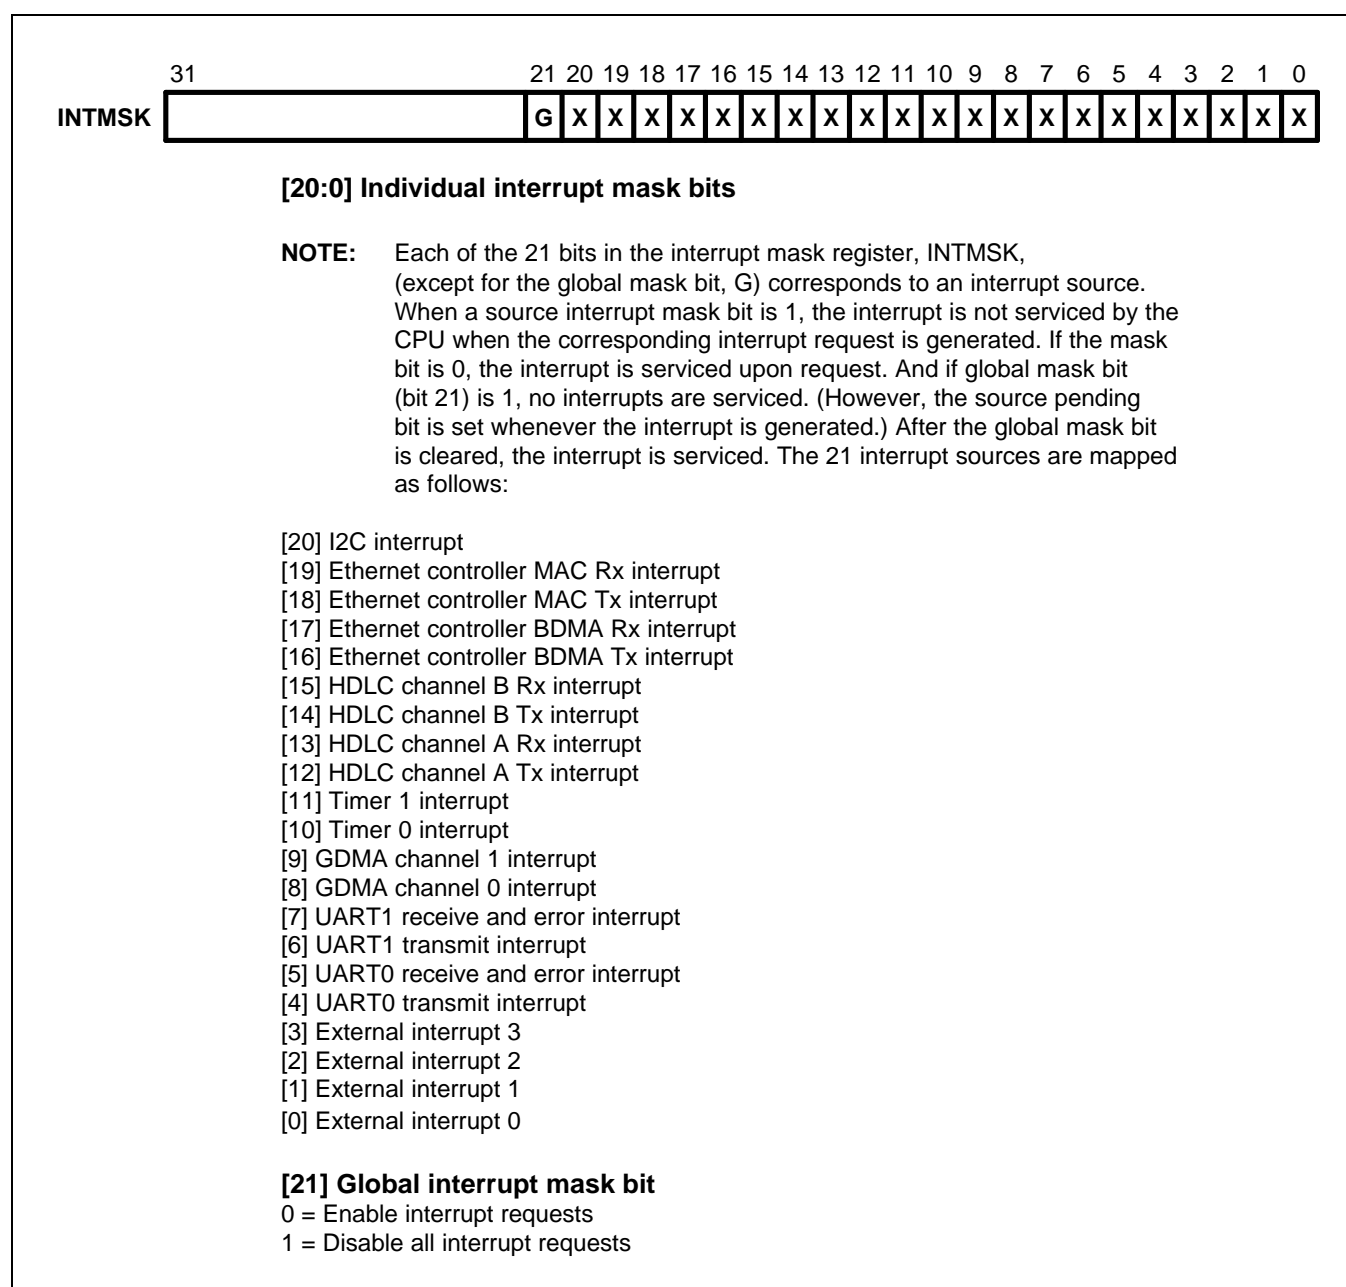 31 21 20 19 18 17 16 15 14 13 12 11 10 9 8 7 6 5 4 3 2 1 0
INTMSK G X X X X X X X X X X X X X X X X X X X X X
[20:0] Individual interrupt mask bits
NOTE: Each of the 21 bits in the interrupt mask register, INTMSK,
(except for the global mask bit, G) corresponds to an interrupt source.
When a source interrupt mask bit is 1, the interrupt is not serviced by the
CPU when the corresponding interrupt request is generated. If the mask
bit is 0, the interrupt is serviced upon request. And if global mask bit
(bit 21) is 1, no interrupts are serviced. (However, the source pending
bit is set whenever the interrupt is generated.) After the global mask bit
is cleared, the interrupt is serviced. The 21 interrupt sources are mapped
as follows:
[20] I2C interrupt
[19] Ethernet controller MAC Rx interrupt
[18] Ethernet controller MAC Tx interrupt
[17] Ethernet controller BDMA Rx interrupt
[16] Ethernet controller BDMA Tx interrupt
[15] HDLC channel B Rx interrupt
[14] HDLC channel B Tx interrupt
[13] HDLC channel A Rx interrupt
[12] HDLC channel A Tx interrupt
[11] Timer 1 interrupt
[10] Timer 0 interrupt
[9] GDMA channel 1 interrupt
[8] GDMA channel 0 interrupt
[7] UART1 receive and error interrupt
[6] UART1 transmit interrupt
[5] UART0 receive and error interrupt
[4] UART0 transmit interrupt
[3] External interrupt 3
[2] External interrupt 2
[1] External interrupt 1
[0] External interrupt 0
[21] Global interrupt mask bit
0 = Enable interrupt requests
1 = Disable all interrupt requests